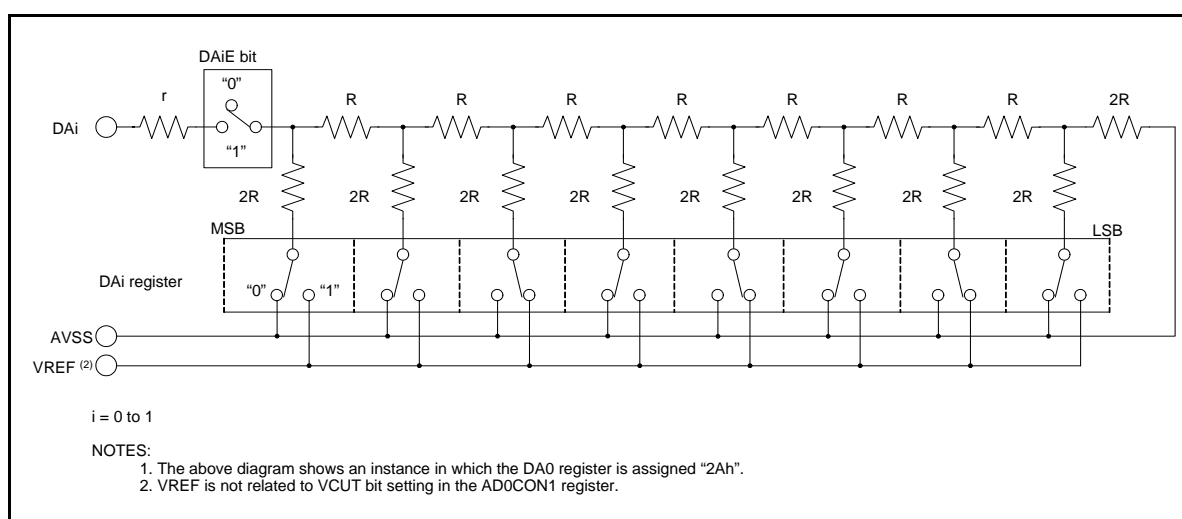 DAiE bit
“0”
r
R R R R R R R 2R
DAi
“1”
2R 2R 2R 2R 2R 2R 2R 2R
MSB LSB
DAi register
“0” “1”
AVSS
VREF (2)
i = 0 to 1
NOTES:
1. The above diagram shows an instance in which the DA0 register is assigned “2Ah”.
2. VREF is not related to VCUT bit setting in the AD0CON1 register.